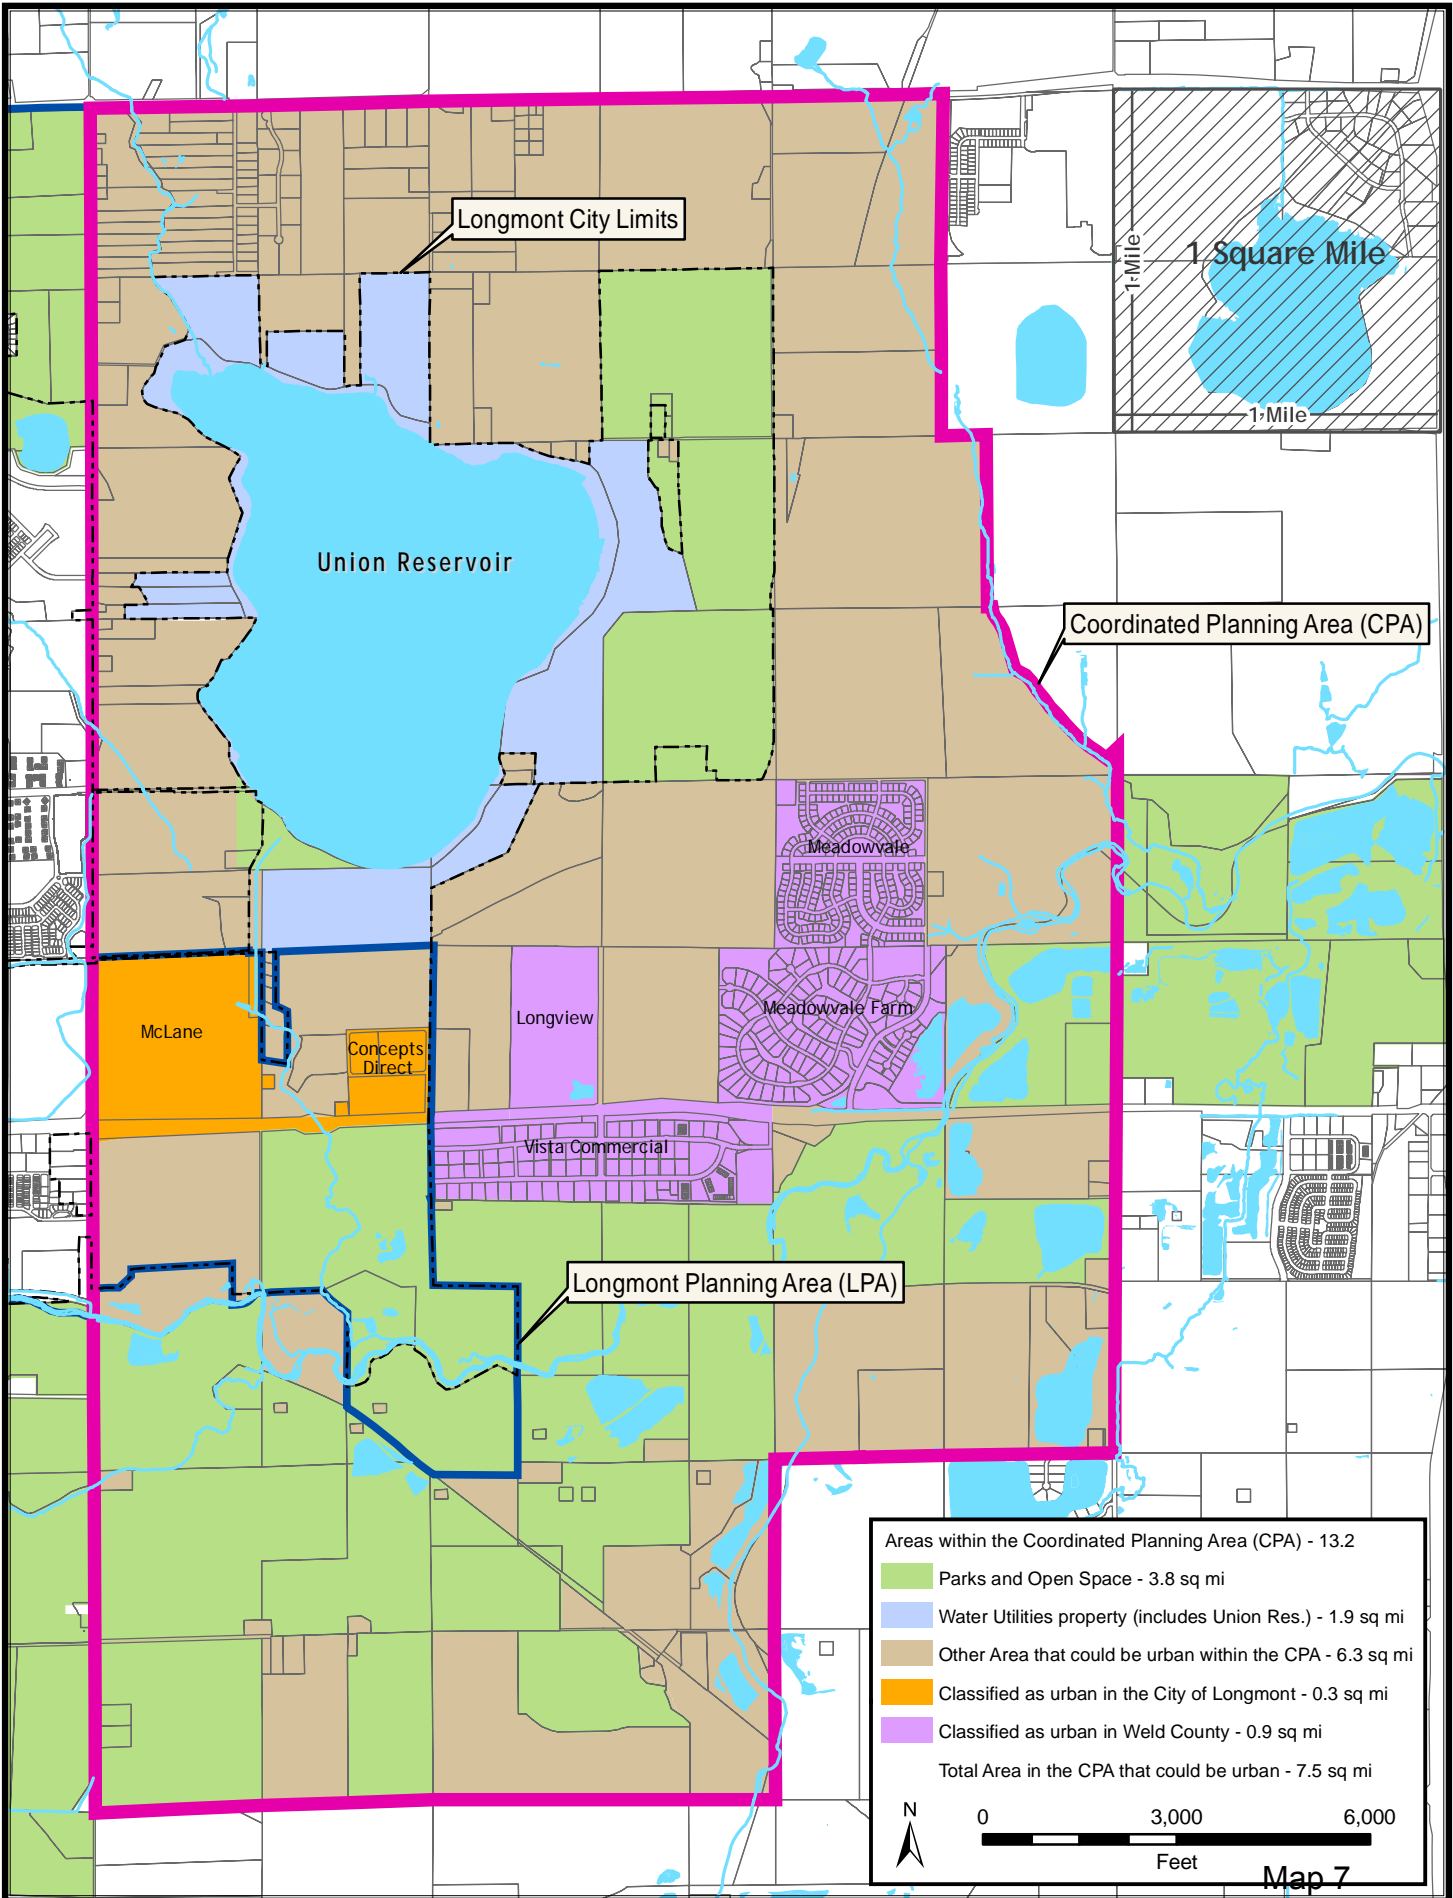 Longmont City Limits
1 Square Mile
1 Mile
1 Mile
Union Reservoir
Coordinated Planning Area (CPA)
Meadowvale
McLane
Concepts
Direct
Longview
Meadowvale Farm
Vista Commercial
Longmont Planning Area (LPA)
Areas within the Coordinated Planning Area (CPA) - 13.2
Parks and Open Space - 3.8 sq mi
Water Utilities property (includes Union Res.) - 1.9 sq mi
Other Area that could be urban within the CPA - 6.3 sq mi
Classified as urban in the City of Longmont - 0.3 sq mi
Classified as urban in Weld County - 0.9 sq mi
Total Area in the CPA that could be urban - 7.5 sq mi
N
0 3,000 6,000
Feet
Map 7